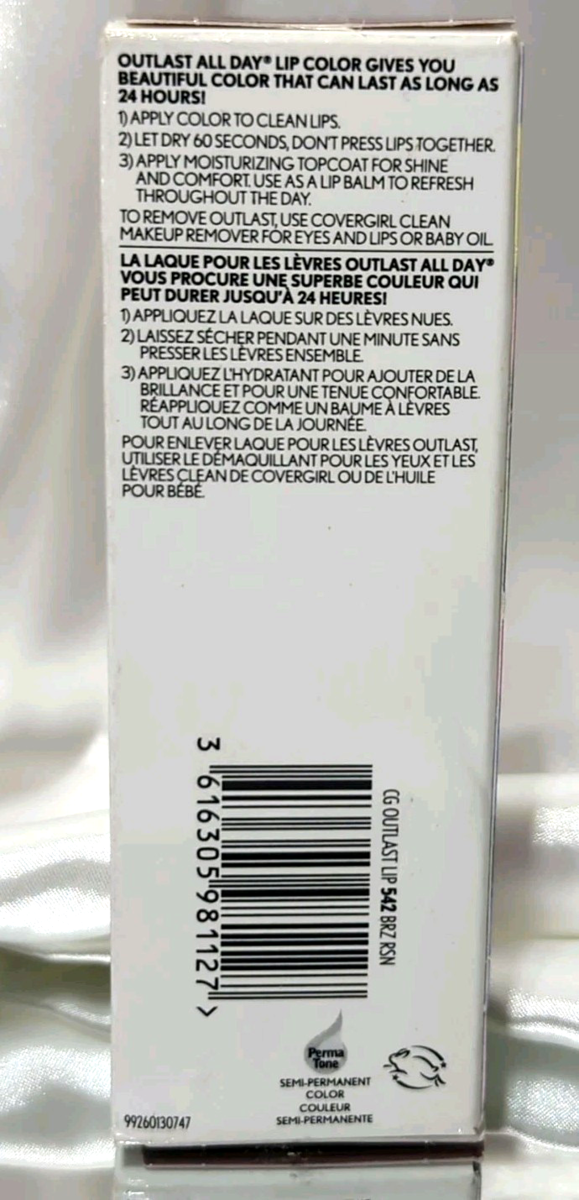 OUTLAST ALL DAY® LIP COLOR GIVES YOU
BEAUTIFUL COLOR THAT CAN LAST AS LONG AS
24 HOURS!
1) APPLY COLOR TO CLEAN LIPS.
2) LET DRY 60 SECONDS, DON'T PRESS LIPS TOGETHER.
3) APPLY MOISTURIZING TOPCOAT FOR SHINE
AND COMFORT. USE AS A LIP BALM TO REFRESH
THROUGHOUT THE DAY.
TO REMOVE OUTLAST, USE COVERGIRL CLEAN
MAKEUP REMOVER FOR EYES AND LIPS OR BABY OIL.
LA LAQUE POUR LES LÈVRES OUTLAST ALL DAY®
VOUS PROCURE UNE SUPERBE COULEUR QUI
PEUT DURER JUSQU'À 24 HEURES!
1) APPLIQUEZ LA LAQUE SUR DES LÈVRES NUES.
2) LAISSEZ SÉCHER PENDANT UNE MINUTE SANS
PRESSER LES LÈVRES ENSEMBLE.
3) APPLIQUEZ L'HYDRATANT POUR AJOUTER DE LA
BRILLANCE ET POUR UNE TENUE CONFORTABLE.
RÉAPPLIQUEZ COMME UN BAUME À LÈVRES
TOUT AU LONG DE LA JOURNÉE.
POUR ENLEVER LAQUE POUR LES LÈVRES OUTLAST,
UTILISER LE DÉMAQUILLANT POUR LES YEUX ET LES
LÈVRES CLEAN DE COVERGIRL OU DE L'HUILE
POUR BÉBÉ.
CG OUTLAST LIP 542 BRZ RSN
3 616305 981127 >
Perma
Tone
SEMI-PERMANENT
COLOR
COULEUR
SEMI-PERMANENTE
99260130747